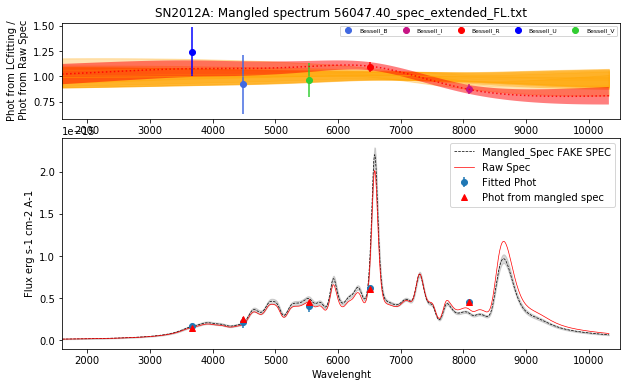 SN2012A: Mangled spectrum 56047.40_spec_extended_FL.txt
Phot from LCfitting /
Phot from Raw Spec
1.50
1.25
1.00
0.75
Bessell_B
Bessell_I
Bessell_R
Bessell_U
Bessell_V
2000 3000 4000 5000 6000 7000 8000 9000 10000
1e−15
Flux erg s-1 cm-2 A-1
2.0
1.5
1.0
0.5
0.0
Mangled_Spec FAKE SPEC
Raw Spec
Fitted Phot
Phot from mangled spec
2000 3000 4000 5000 6000 7000 8000 9000 10000
Wavelenght